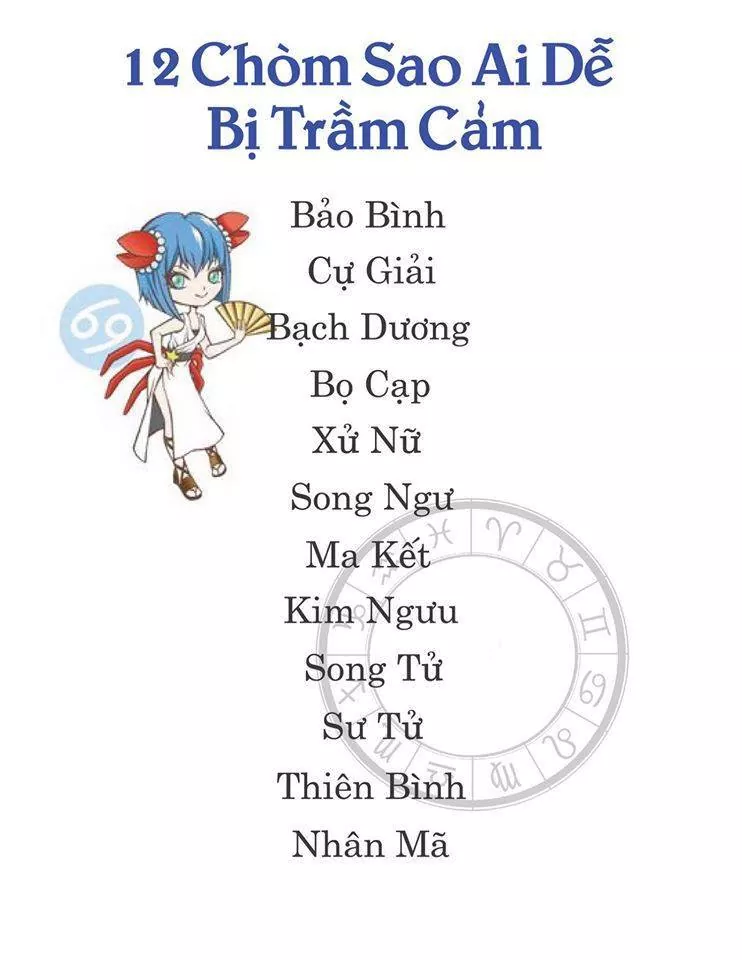 12 Chòm Sao Ai Dễ
Bị Trầm Cảm
Bảo Bình
Cự Giải
Bạch Dương
Bọ Cạp
Xử Nữ
Song Ngư
Ma Kết
Kim Ngưu
Song Tử
Sư Tử
Thiên Bình
Nhân Mã